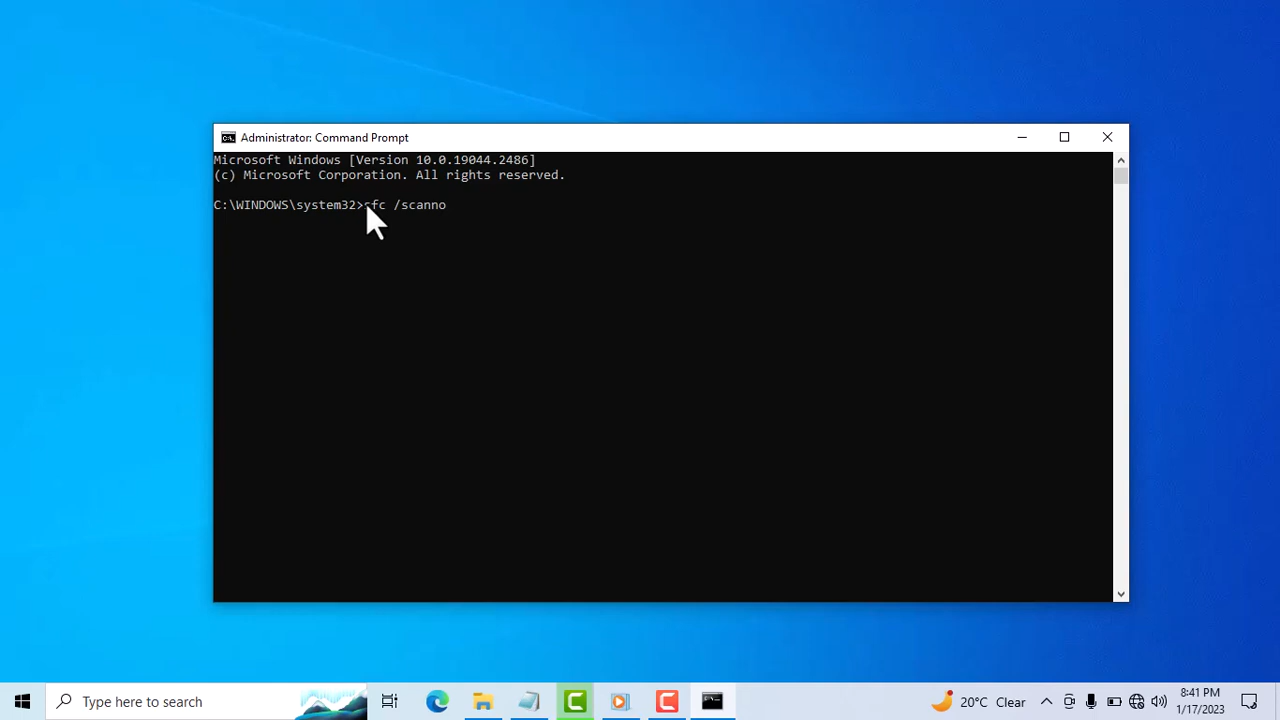 Administrator: Command Prompt
Microsoft Windows [Version 10.0.19044.2486]
(c) Microsoft Corporation. All rights reserved.
C:\WINDOWS\system32>sfc /scanno
Type here to search
20°C Clear
8:41 PM
1/17/2023